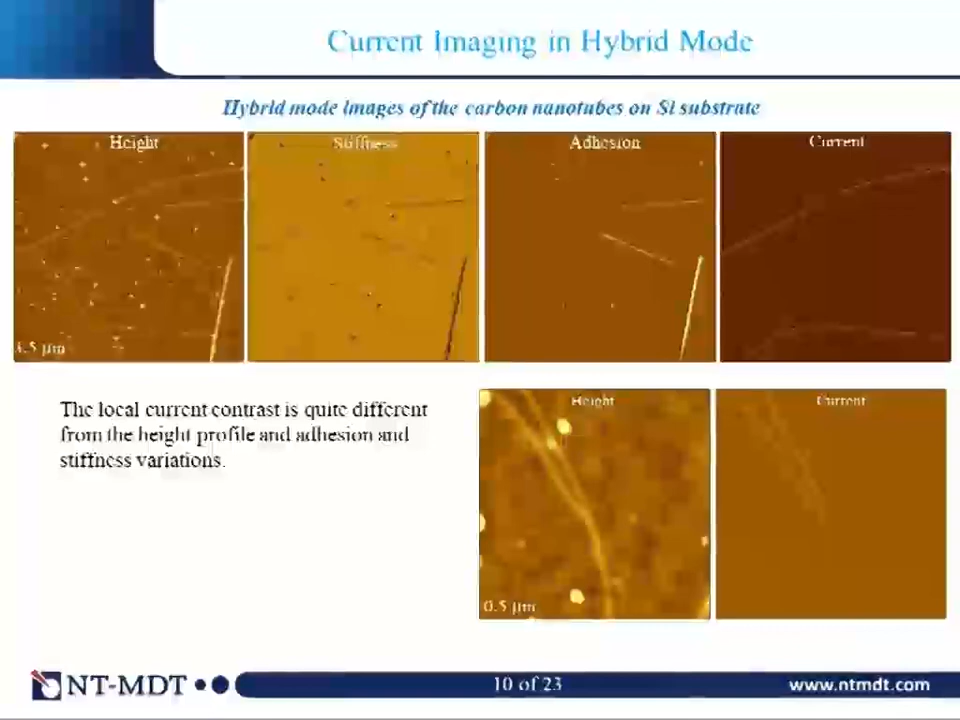 Current Imaging in Hybrid Mode
Hybrid mode images of the carbon nanotubes on Si substrate
Height
Stiffness
Adhesion
Current
3.5 µm
The local current contrast is quite different
from the height profile and adhesion and
stiffness variations.
Height
Current
0.5 µm
NT-MDT
10 of 23
www.ntmdt.com